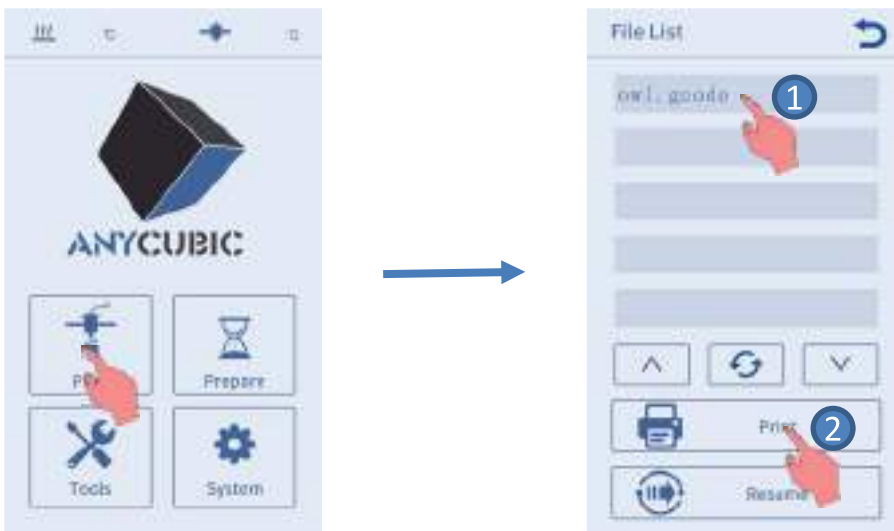 ANYCUBIC
Prepare
Tools
System
File List
owl.gcode
1
Print
2
Resume